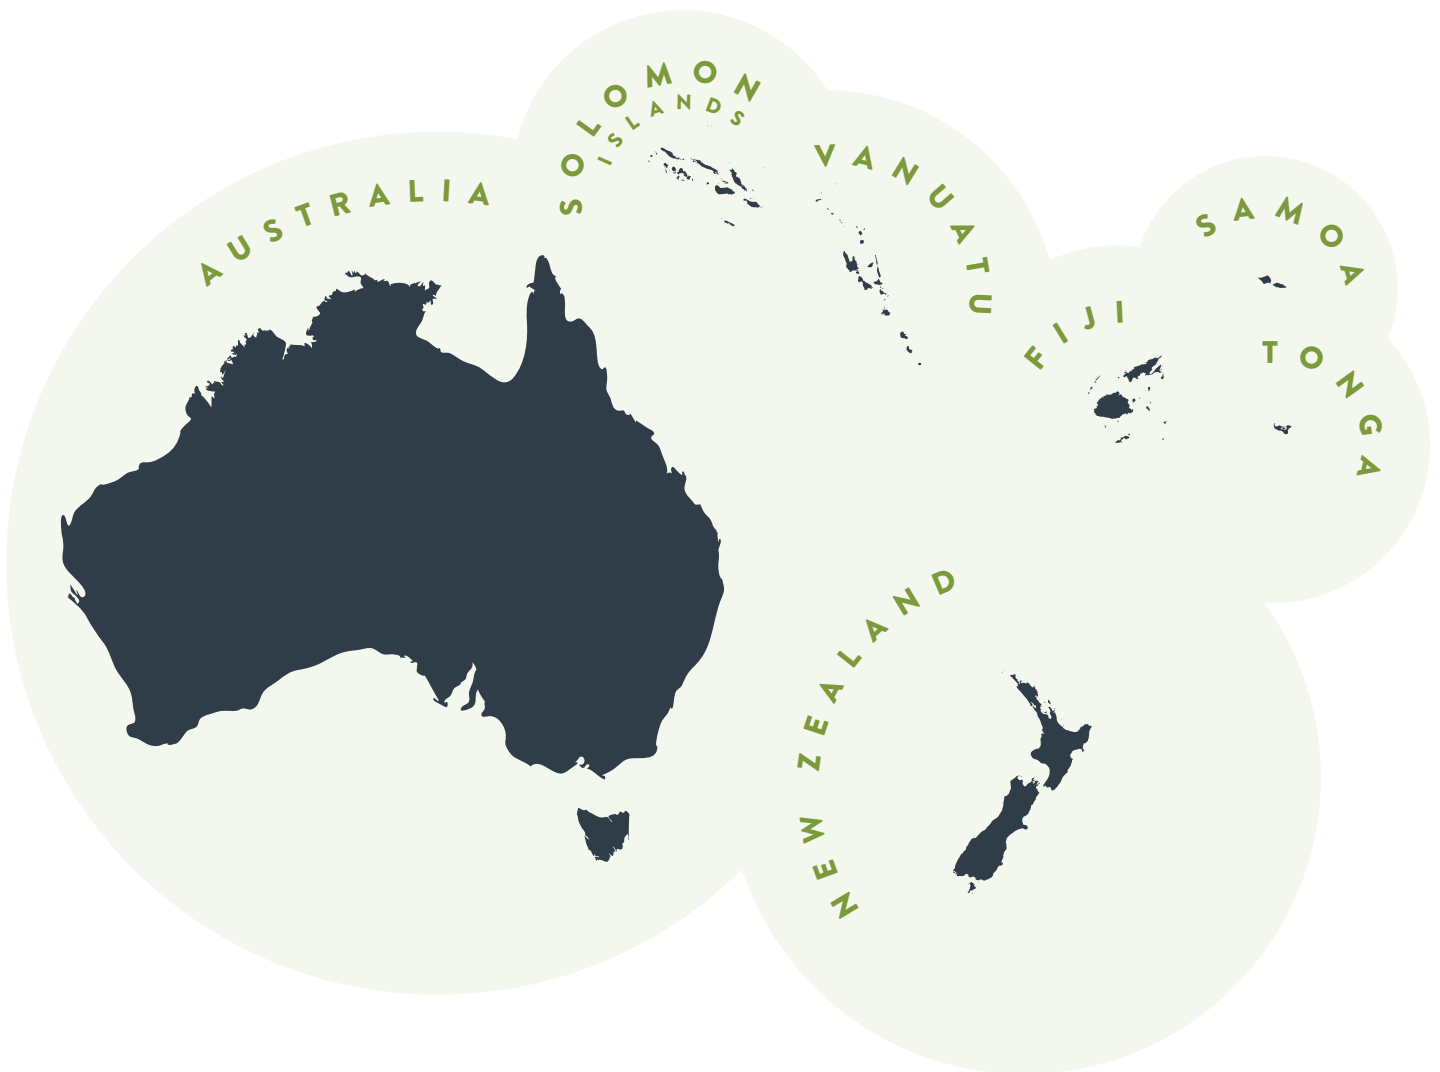 SOLOMON
ISLANDS
VANUATU
AUSTRALIA
SAMOA
FIJI
TONGA
NEW ZEALAND